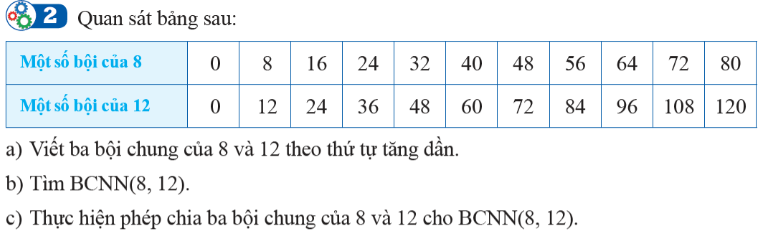 2 Quan sát bảng sau:
Một số bội của 8 0 8 16 24 32 40 48 56 64 72 80
Một số bội của 12 0 12 24 36 48 60 72 84 96 108 120
a) Viết ba bội chung của 8 và 12 theo thứ tự tăng dần.
b) Tìm BCNN(8, 12).
c) Thực hiện phép chia ba bội chung của 8 và 12 cho BCNN(8, 12).